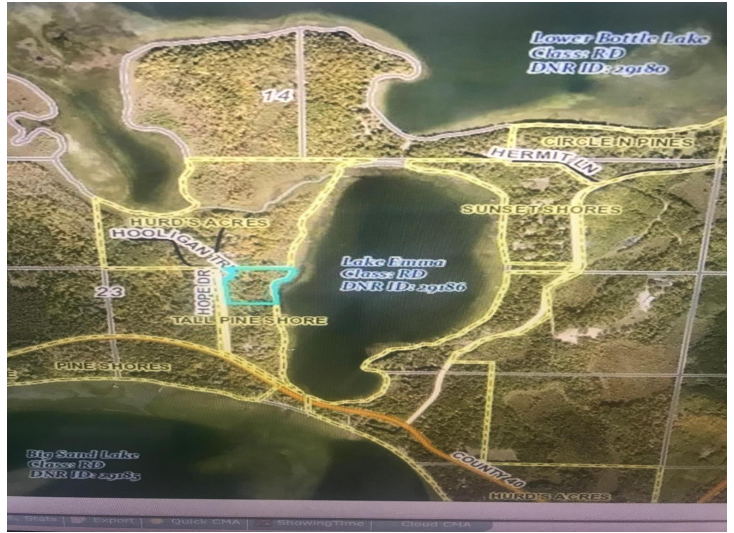 Lower Bottle Lake
Class: RD
DNR ID: 29180
14
CIRCLE N PINES
HERMIT LN
HURD'S ACRES
SUNSET SHORES
HOOLIGAN TR
Lake Emma
Class: RD
DNR ID: 29186
23
HOPE DR
TALL PINE SHORE
PINE SHORES
Big Sand Lake
Class: RD
DNR ID: 29185
COUNTY 40
HURD'S ACRES
Stats
Export
Quick CMA
ShowingTime
Cloud CMA